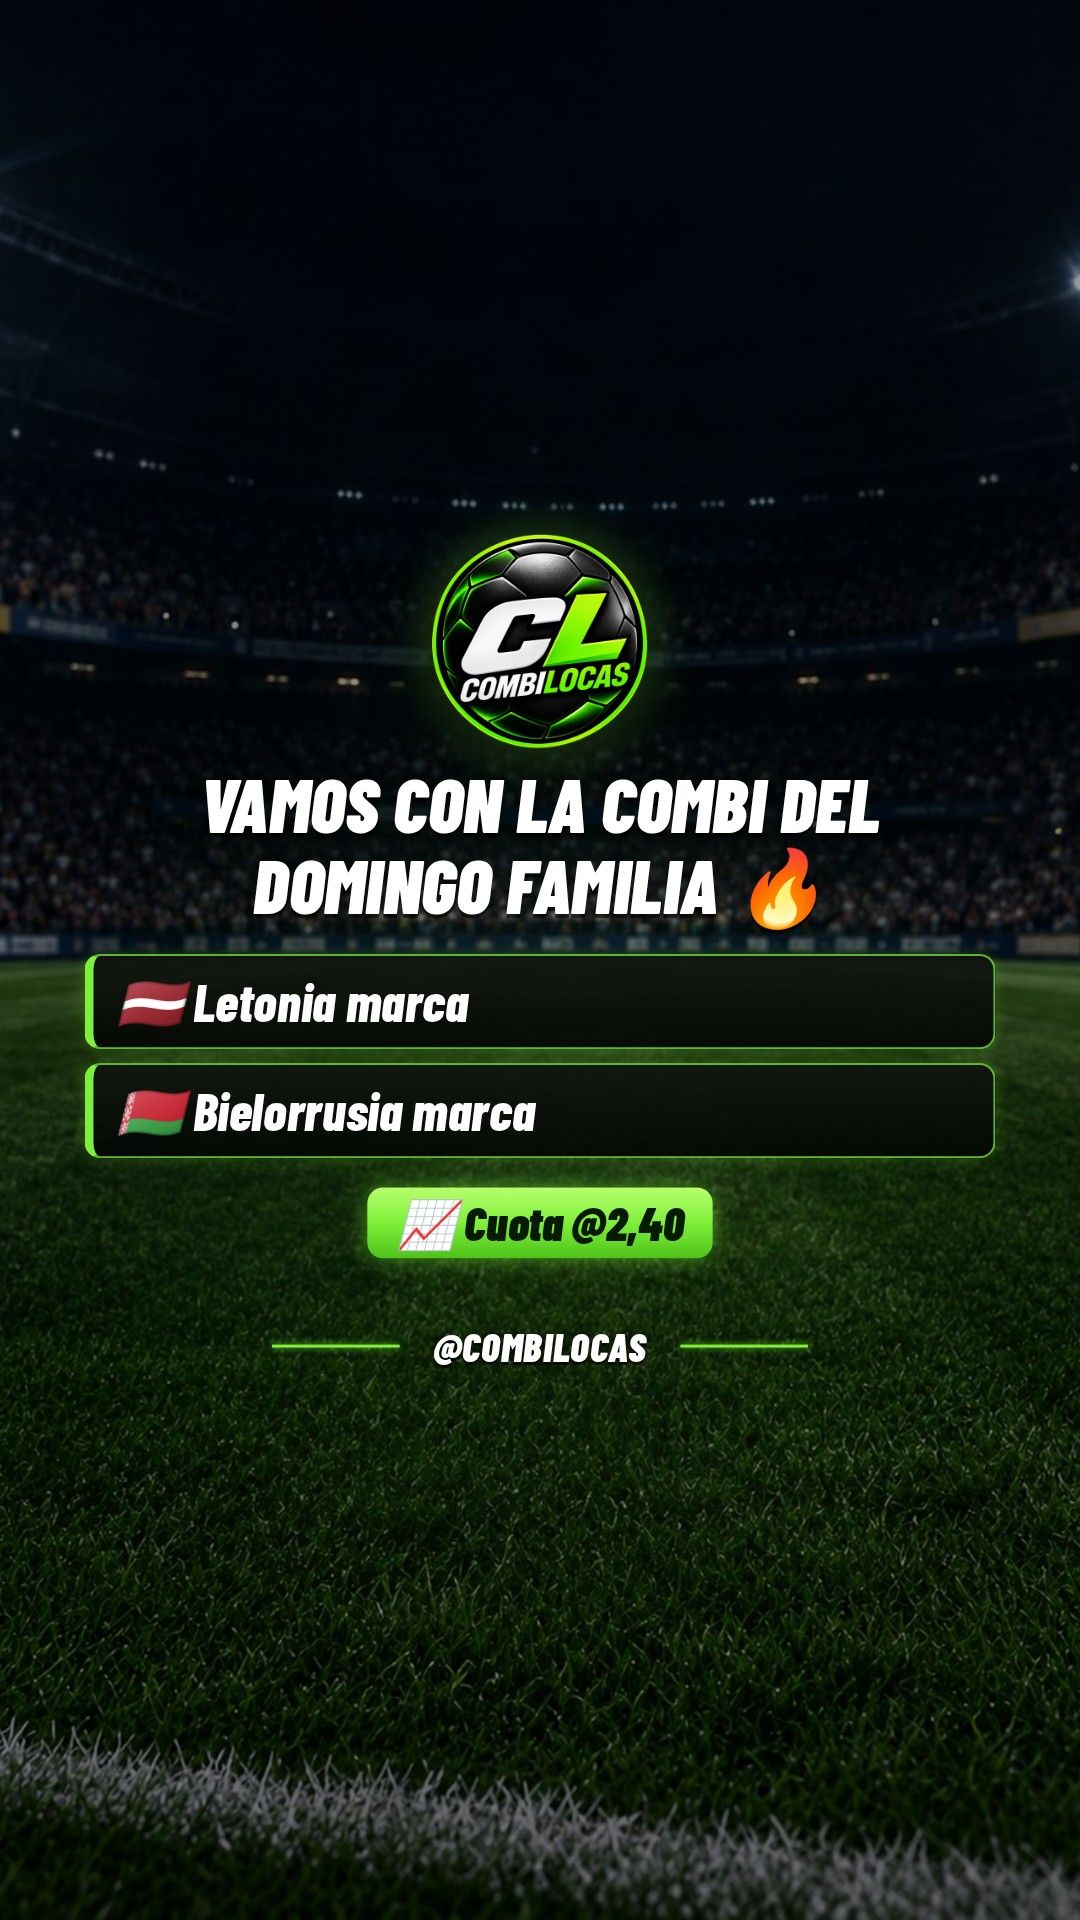 CL
COMBILOCAS
VAMOS CON LA COMBI DEL
DOMINGO FAMILIA 🔥
🇱🇻 Letonia marca
🇧🇾 Bielorrusia marca
📈 Cuota @2,40
@COMBILOCAS